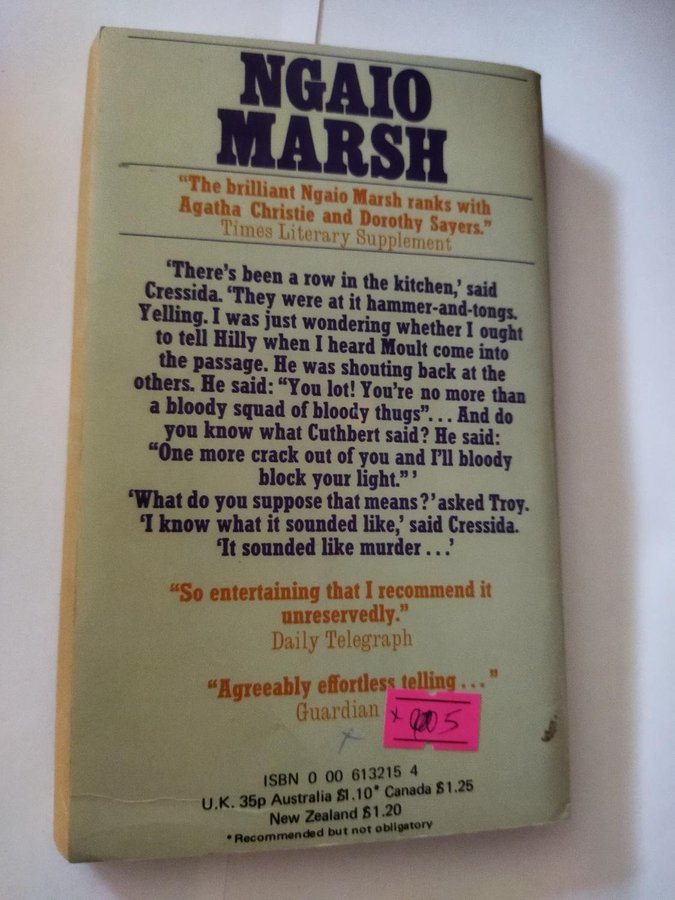 NGAIO
MARSH
“The brilliant Ngaio Marsh ranks with
Agatha Christie and Dorothy Sayers.”
Times Literary Supplement
‘There’s been a row in the kitchen,’ said
Cressida. ‘They were at it hammer-and-tongs.
Yelling. I was just wondering whether I ought
to tell Hilly when I heard Moult come into
the passage. He was shouting back at the
others. He said: “You lot! You’re no more than
a bloody squad of bloody thugs”... And do
you know what Cuthbert said? He said:
“One more crack out of you and I’ll bloody
block your light.” ’
‘What do you suppose that means?’ asked Troy.
‘I know what it sounded like,’ said Cressida.
‘It sounded like murder ...’
“So entertaining that I recommend it
unreservedly.”
Daily Telegraph
“Agreeably effortless telling ... ”
Guardian
5
ISBN 0 00 613215 4
U.K. 35p Australia $1.10* Canada $1.25
New Zealand $1.20
*Recommended but not obligatory